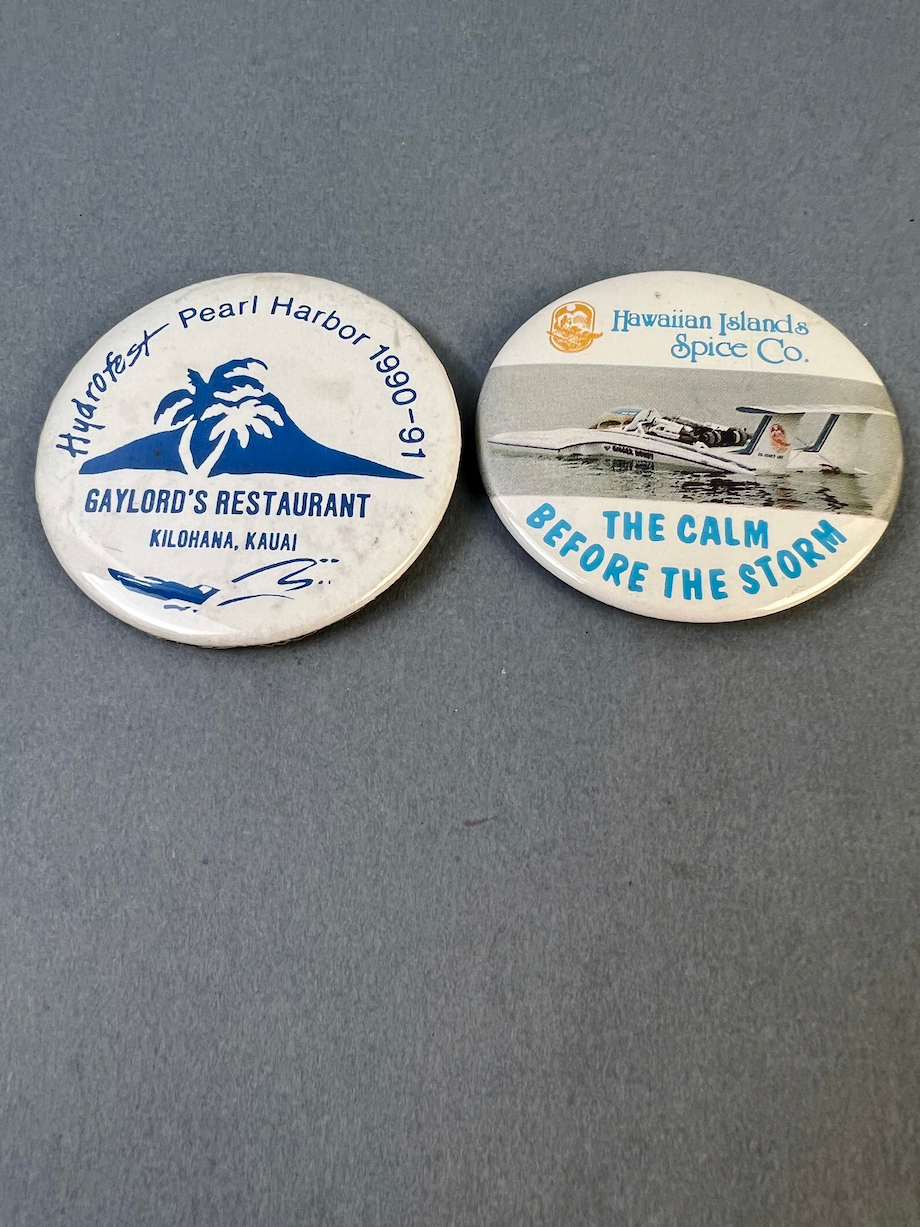 Hydrofest Pearl Harbor 1990-91
GAYLORD'S RESTAURANT
KILOHANA, KAUAI
Hawaiian Islands
Spice Co.
THE CALM
BEFORE THE STORM